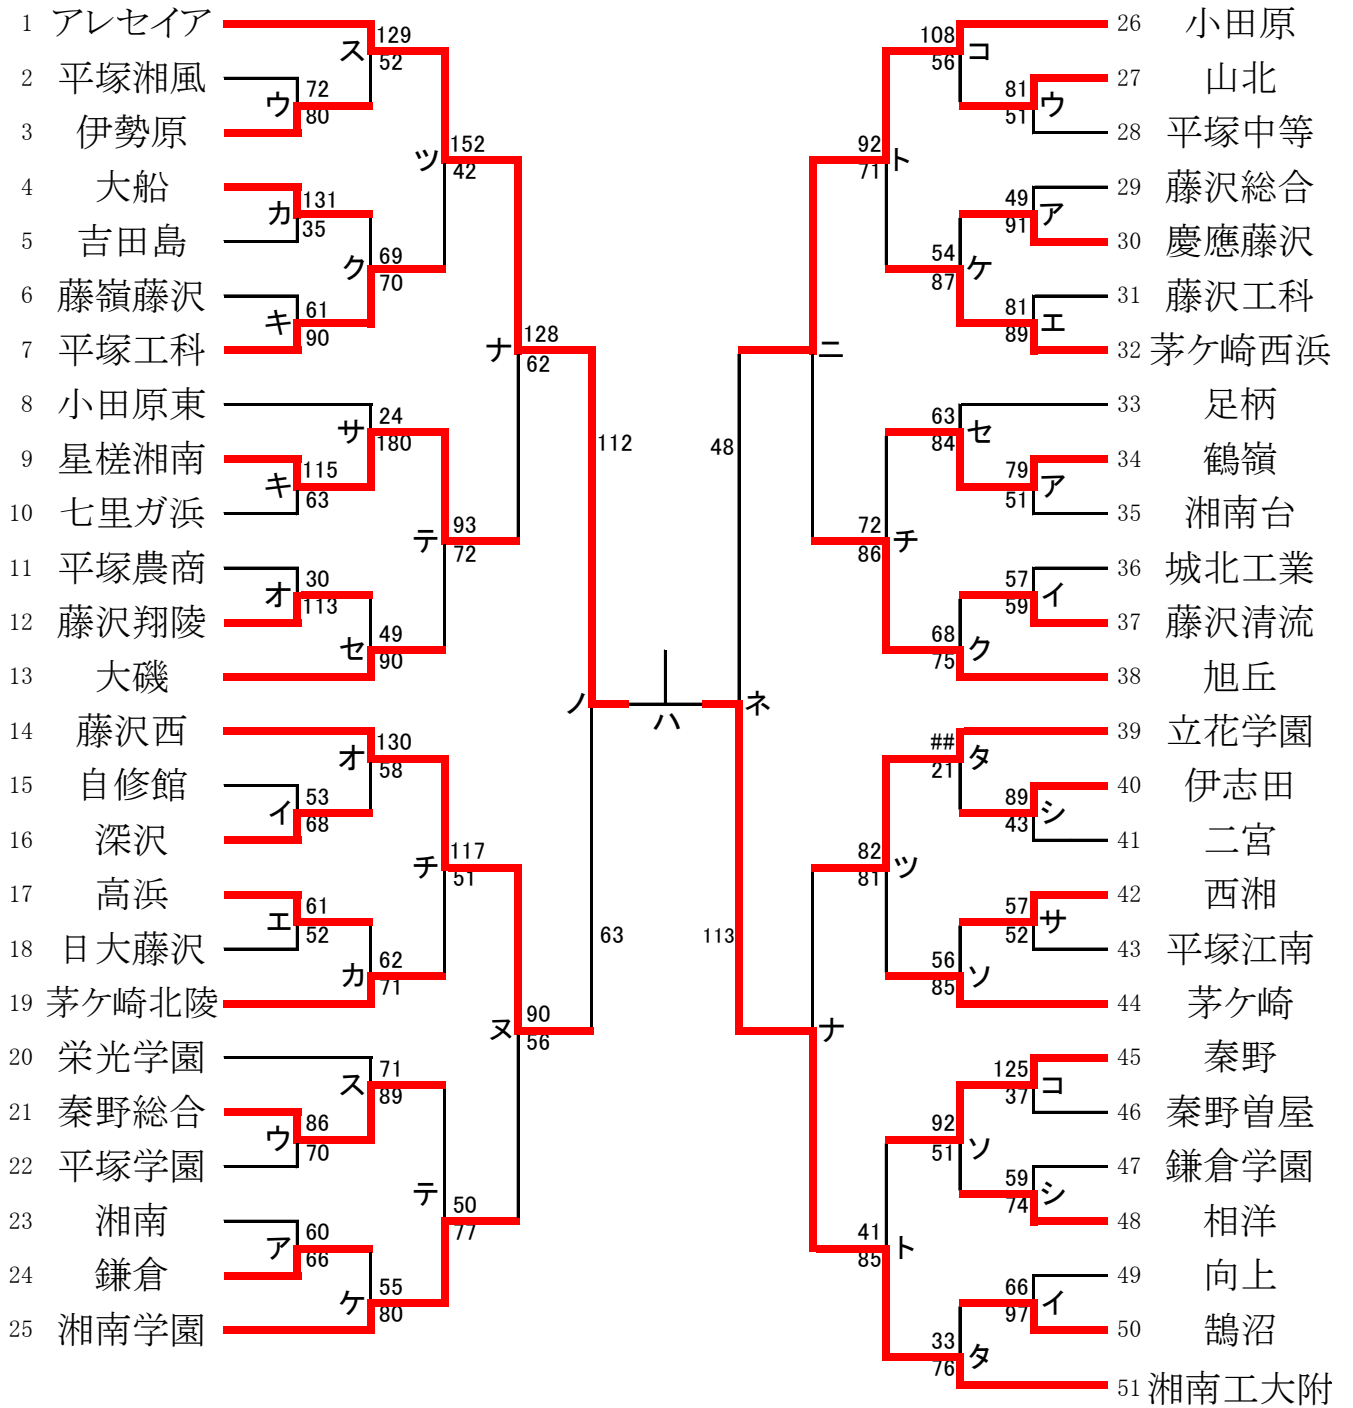 1 アレセイア
2 平塚湘風
3 伊勢原
4 大船
5 吉田島
6 藤嶺藤沢
7 平塚工科
8 小田原東
9 星槎湘南
10 七里ガ浜
11 平塚農商
12 藤沢翔陵
13 大磯
14 藤沢西
15 自修館
16 深沢
17 高浜
18 日大藤沢
19 茅ケ崎北陵
20 栄光学園
21 秦野総合
22 平塚学園
23 湘南
24 鎌倉
25 湘南学園
ウ 72 80
カ 131 35
キ 61 90
キ 115 63
オ 30 113
イ 53 68
エ 61 52
ウ 86 70
ア 60 66
ス 129 52
ク 69 70
サ 24 180
セ 49 90
オ 130 58
カ 62 71
ス 71 89
ケ 55 80
ツ 152 42
テ 93 72
チ 117 51
テ 50 77
ナ 128 62
ヌ 90 56
ノ 112 63
ハ
ネ 48 113
ニ
ナ
ト 92 71
チ 72 86
ツ 82 81
ト 41 85
コ 108 56
ケ 54 87
セ 63 84
ク 68 75
タ ## 21
ソ 56 85
ソ 92 51
タ 33 76
ウ 81 51
ア 49 91
エ 81 89
ア 79 51
イ 57 59
シ 89 43
サ 57 52
コ 125 37
シ 59 74
イ 66 97
26 小田原
27 山北
28 平塚中等
29 藤沢総合
30 慶應藤沢
31 藤沢工科
32 茅ケ崎西浜
33 足柄
34 鶴嶺
35 湘南台
36 城北工業
37 藤沢清流
38 旭丘
39 立花学園
40 伊志田
41 二宮
42 西湘
43 平塚江南
44 茅ケ崎
45 秦野
46 秦野曽屋
47 鎌倉学園
48 相洋
49 向上
50 鵠沼
51 湘南工大附